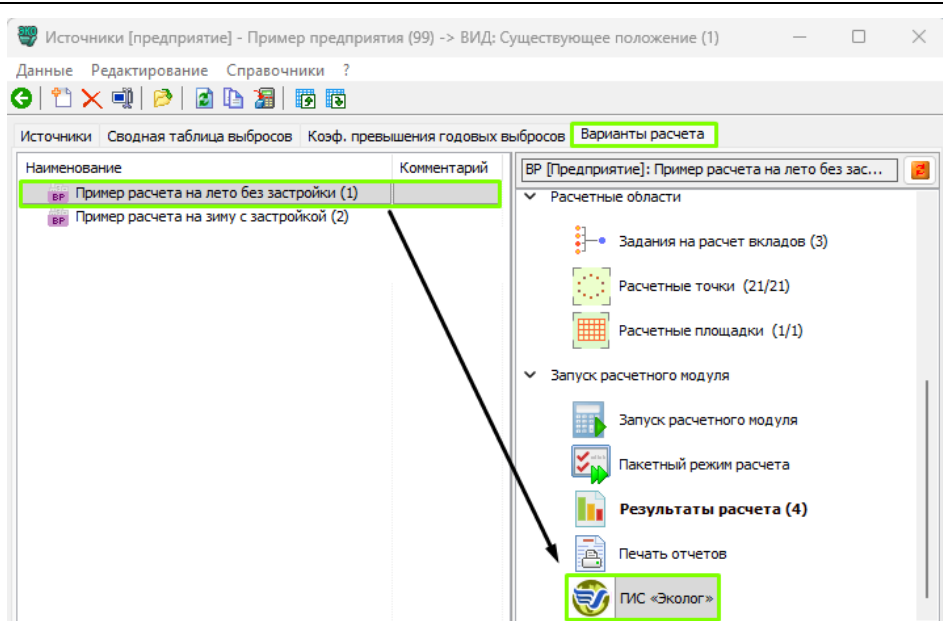 Источники [предприятие] - Пример предприятия (99) -> ВИД: Существующее положение (1)
Данные Редактирование Справочники ?
Источники Сводная таблица выбросов Коэф. превышения годовых выбросов Варианты расчета
Наименование Комментарий
ВР Пример расчета на лето без застройки (1)
ВР Пример расчета на зиму с застройкой (2)
ВР [Предприятие]: Пример расчета на лето без зас...
Расчетные области
Задания на расчет вкладов (3)
Расчетные точки (21/21)
Расчетные площадки (1/1)
Запуск расчетного модуля
Запуск расчетного модуля
Пакетный режим расчета
Результаты расчета (4)
Печать отчетов
ГИС «Эколог»